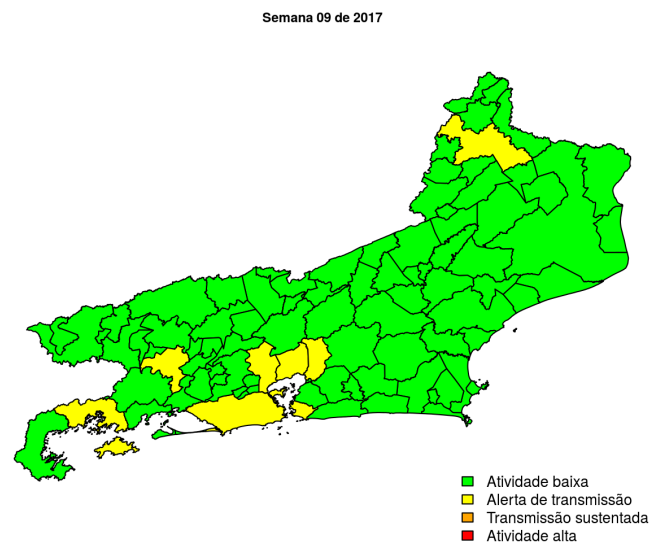 Semana 09 de 2017
Atividade baixa
Alerta de transmissão
Transmissão sustentada
Atividade alta